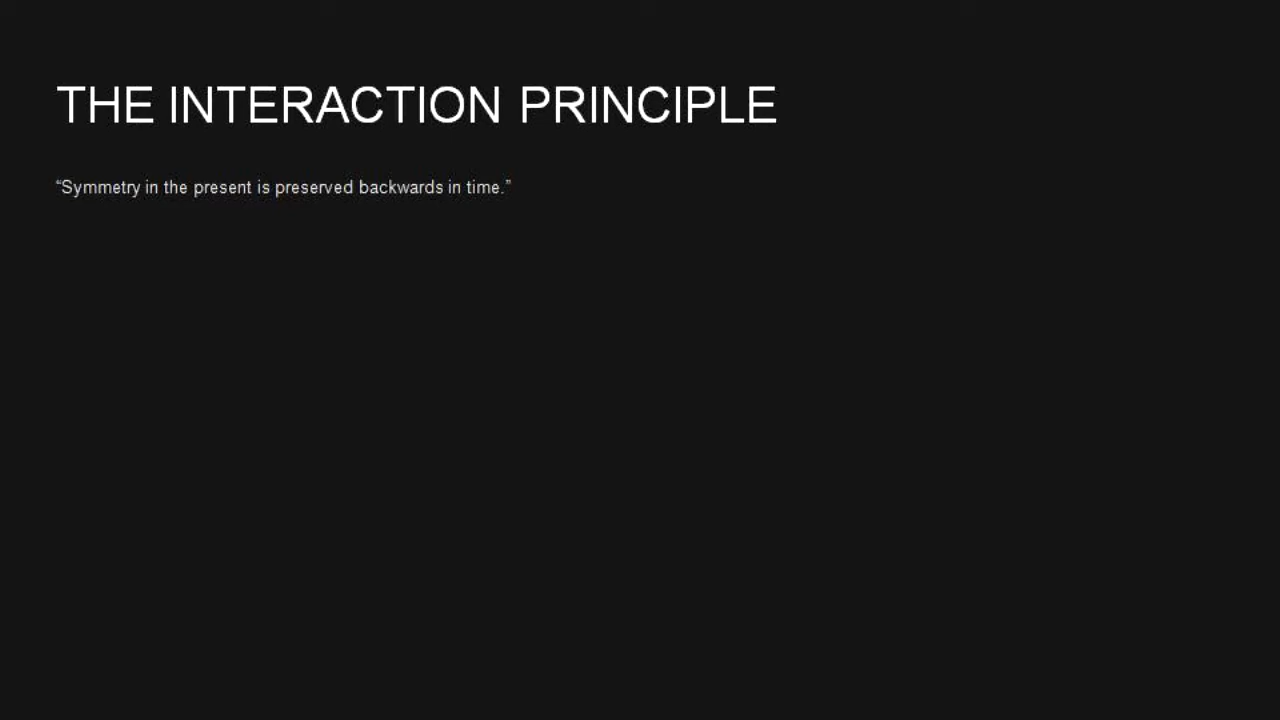 THE INTERACTION PRINCIPLE
“Symmetry in the present is preserved backwards in time.”